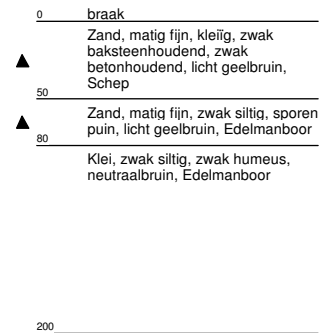 0 braak
Zand, matig fijn, kleiïg, zwak
baksteenhoudend, zwak
betonhoudend, licht geelbruin,
Schep
50
Zand, matig fijn, zwak siltig, sporen
puin, licht geelbruin, Edelmanboor
80
Klei, zwak siltig, zwak humeus,
neutraalbruin, Edelmanboor
200